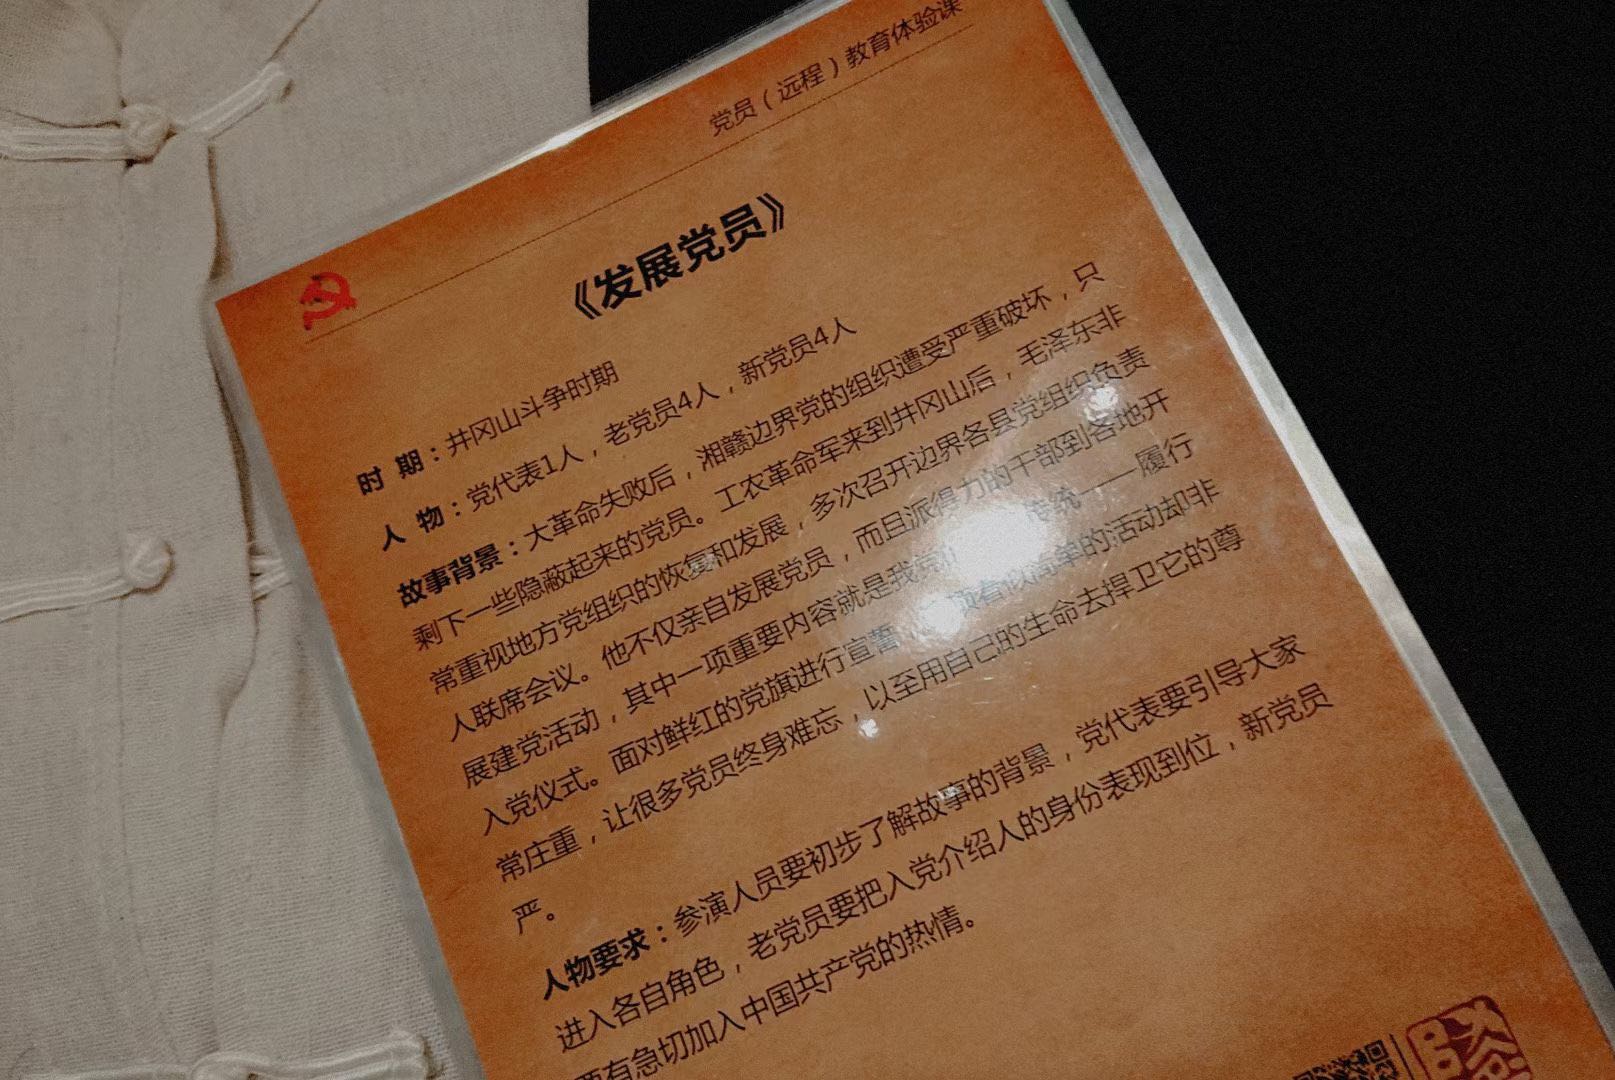 党员（远程）教育体验课
《发展党员》
时 期：井冈山斗争时期
人 物：党代表1人，老党员4人，新党员4人
故事背景：大革命失败后，湘赣边界党的组织遭受严重破坏，只
剩下一些隐蔽起来的党员。工农革命军来到井冈山后，毛泽东非
常重视地方党组织的恢复和发展，多次召开边界各县党组织负责
人联席会议。他不仅亲自发展党员，而且派得力的干部到各地开
展建党活动，其中一项重要内容就是我党 传统——履行
入党仪式。面对鲜红的党旗进行宣誓 项看似简单的活动却非
常庄重，让很多党员终身难忘，以至用自己的生命去捍卫它的尊
严。
人物要求：参演人员要初步了解故事的背景，党代表要引导大家
进入各自角色，老党员要把入党介绍人的身份表现到位，新党员
要有急切加入中国共产党的热情。